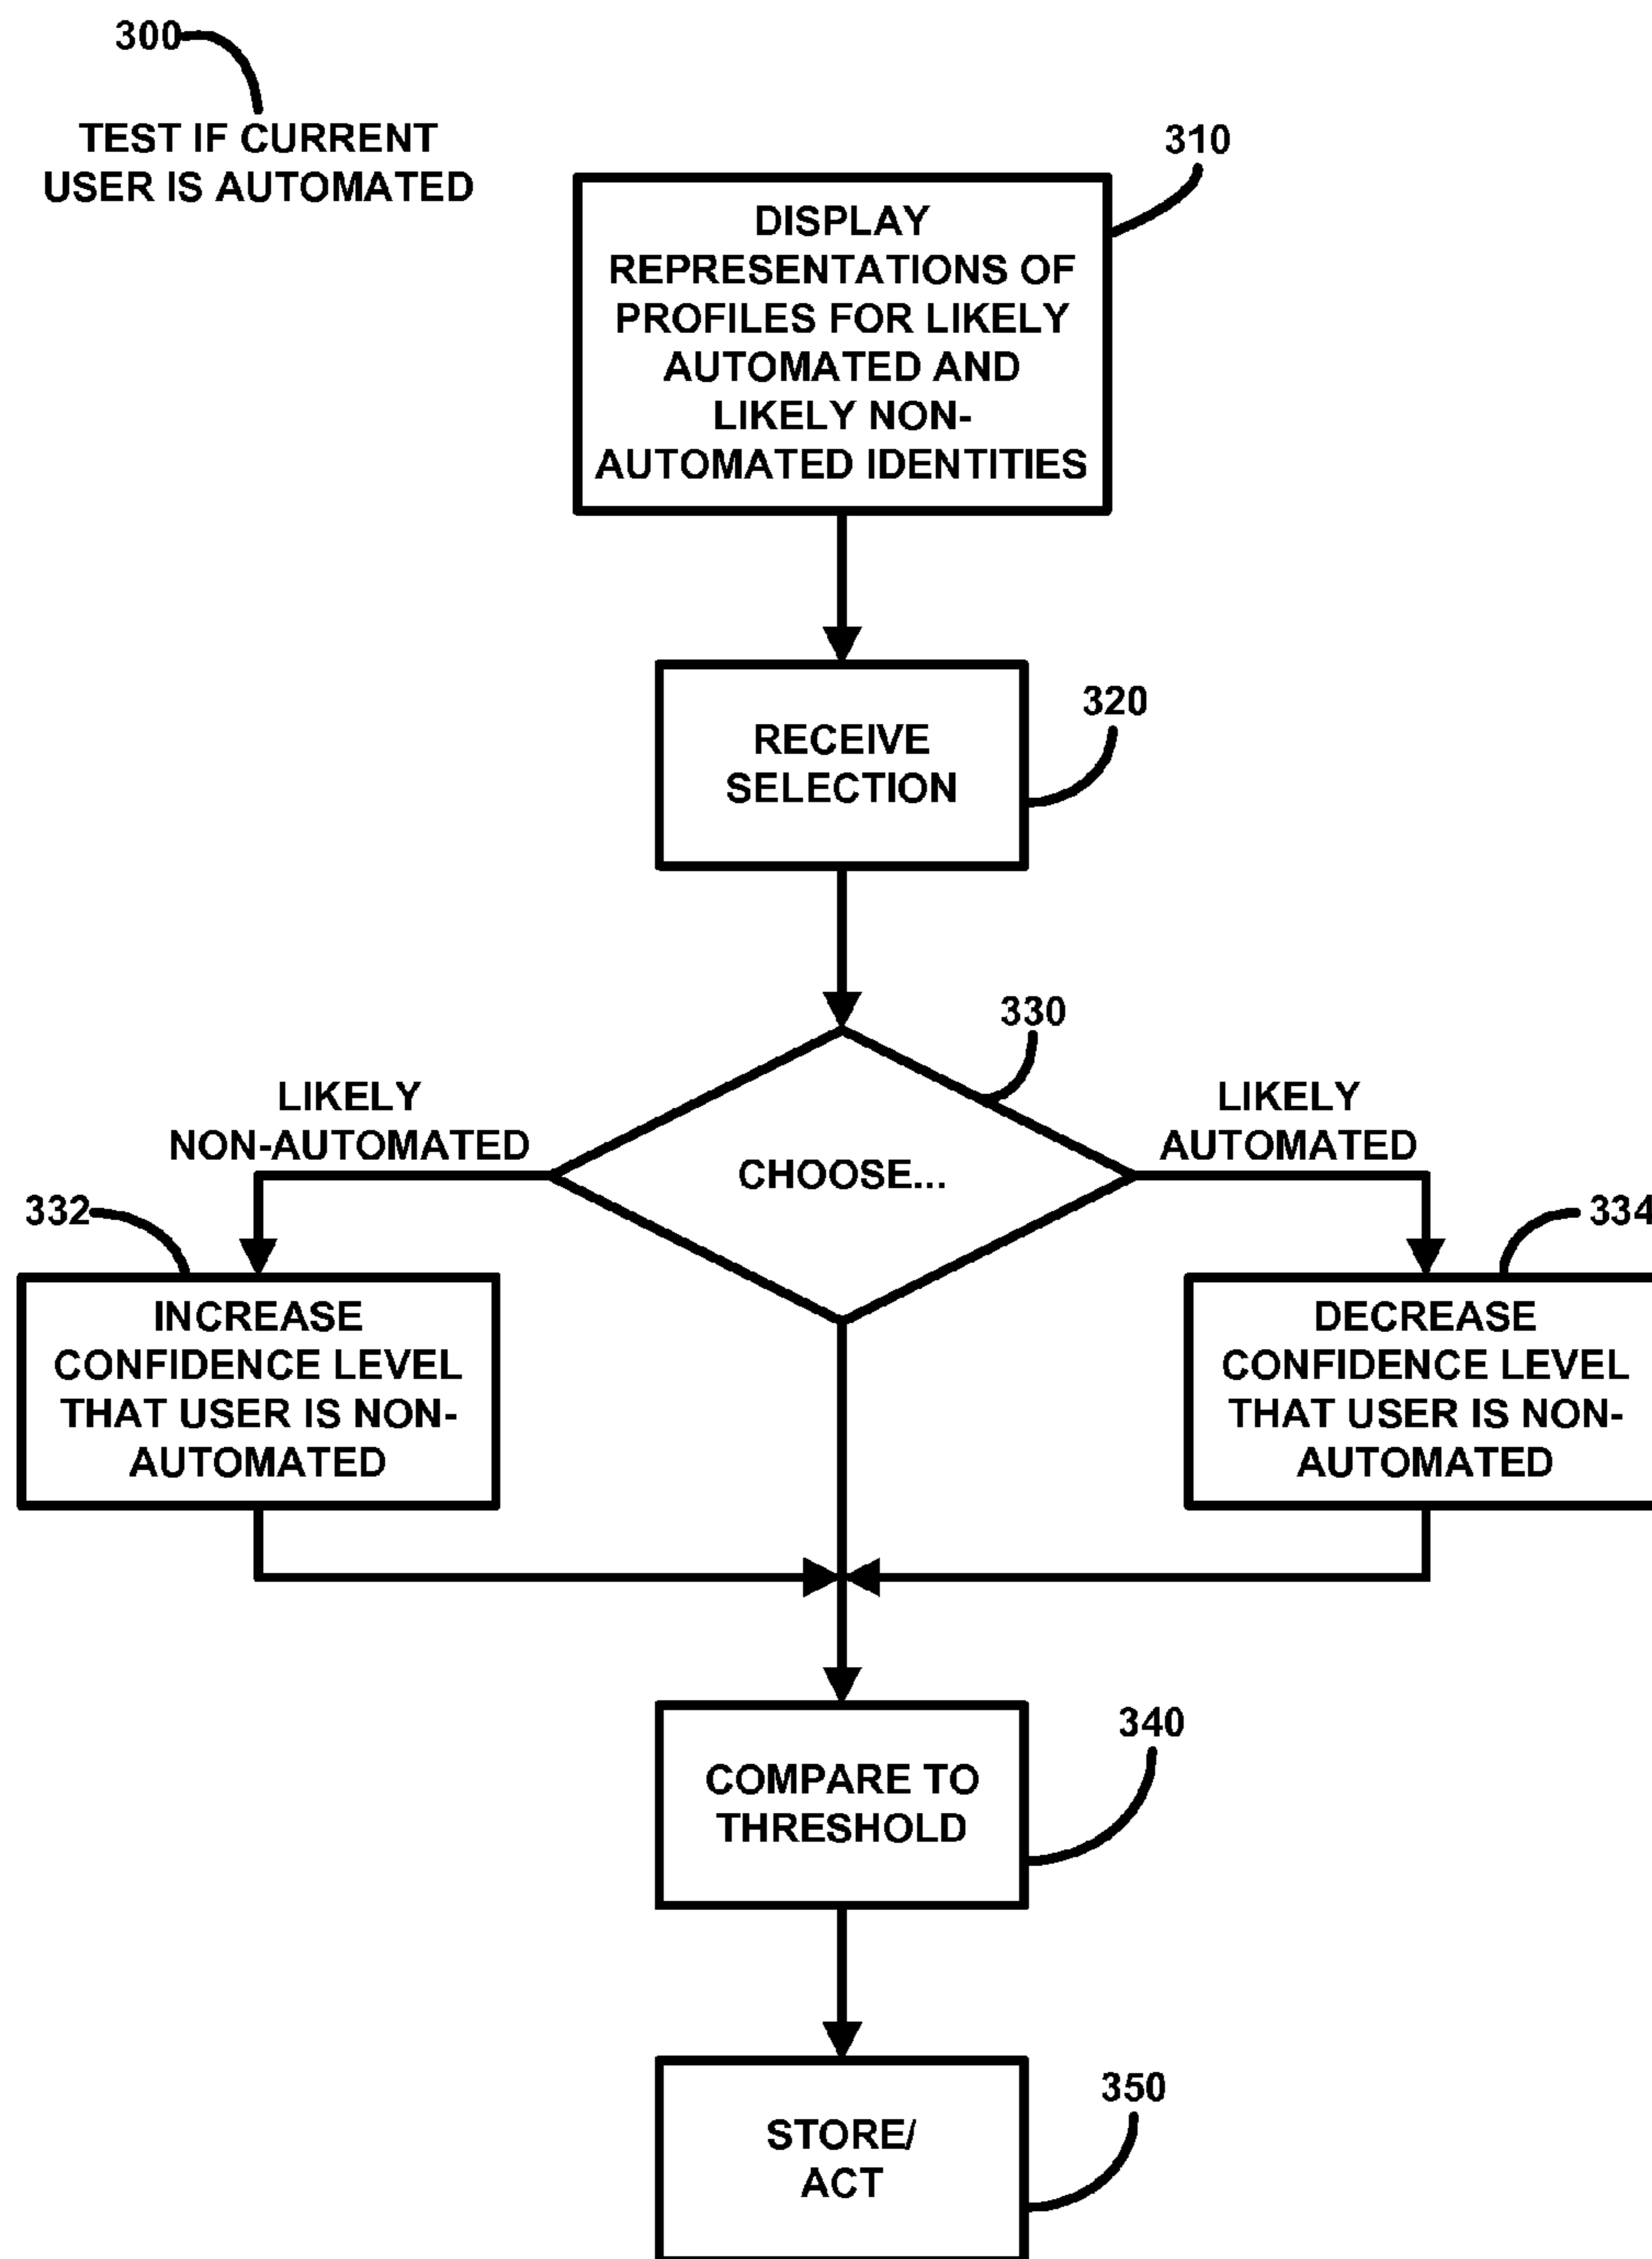 300
TEST IF CURRENT
USER IS AUTOMATED
310
DISPLAY
REPRESENTATIONS OF
PROFILES FOR LIKELY
AUTOMATED AND
LIKELY NON-
AUTOMATED IDENTITIES
320
RECEIVE
SELECTION
330
LIKELY
NON-AUTOMATED
CHOOSE...
LIKELY
AUTOMATED
332
INCREASE
CONFIDENCE LEVEL
THAT USER IS NON-
AUTOMATED
334
DECREASE
CONFIDENCE LEVEL
THAT USER IS NON-
AUTOMATED
340
COMPARE TO
THRESHOLD
350
STORE/
ACT